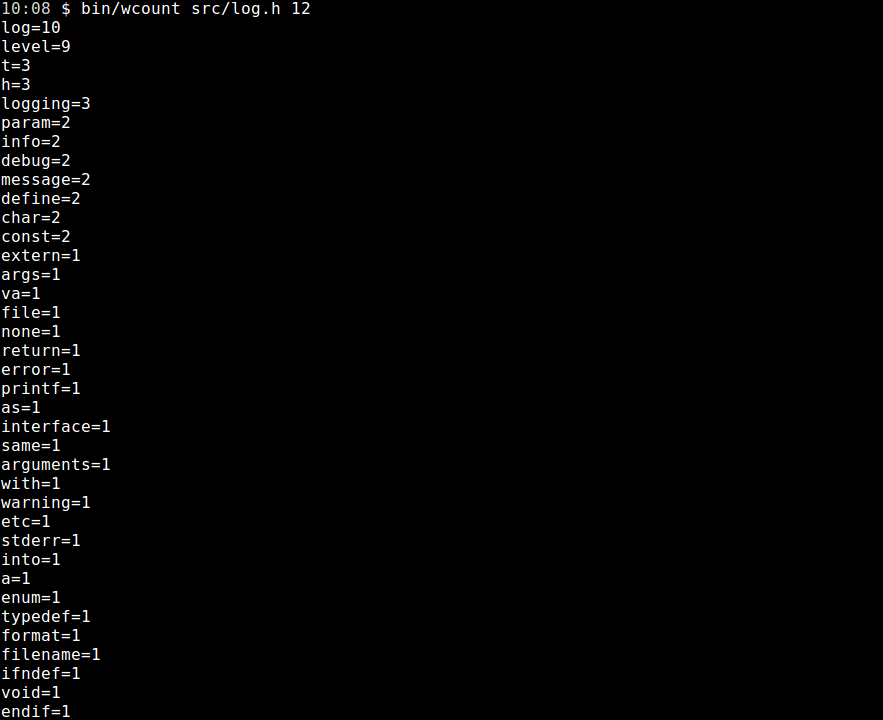 10:08 $ bin/wcount src/log.h 12
log=10
level=9
t=3
h=3
logging=3
param=2
info=2
debug=2
message=2
define=2
char=2
const=2
extern=1
args=1
va=1
file=1
none=1
return=1
error=1
printf=1
as=1
interface=1
same=1
arguments=1
with=1
warning=1
etc=1
stderr=1
into=1
a=1
enum=1
typedef=1
format=1
filename=1
ifndef=1
void=1
endif=1